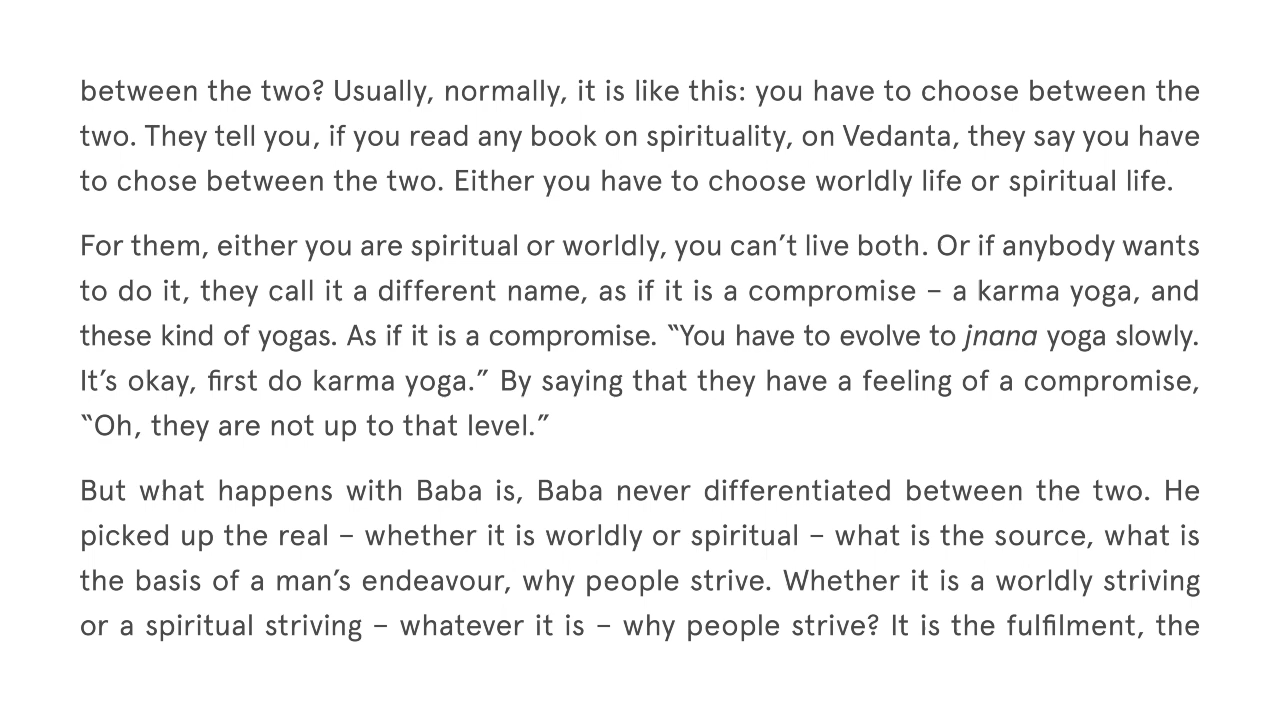 between the two? Usually, normally, it is like this: you have to choose between the
two. They tell you, if you read any book on spirituality, on Vedanta, they say you have
to chose between the two. Either you have to choose worldly life or spiritual life.
For them, either you are spiritual or worldly, you can’t live both. Or if anybody wants
to do it, they call it a different name, as if it is a compromise – a karma yoga, and
these kind of yogas. As if it is a compromise. “You have to evolve to jnana yoga slowly.
It’s okay, first do karma yoga.” By saying that they have a feeling of a compromise,
“Oh, they are not up to that level.”
But what happens with Baba is, Baba never differentiated between the two. He
picked up the real – whether it is worldly or spiritual – what is the source, what is
the basis of a man’s endeavour, why people strive. Whether it is a worldly striving
or a spiritual striving – whatever it is – why people strive? It is the fulfilment, the